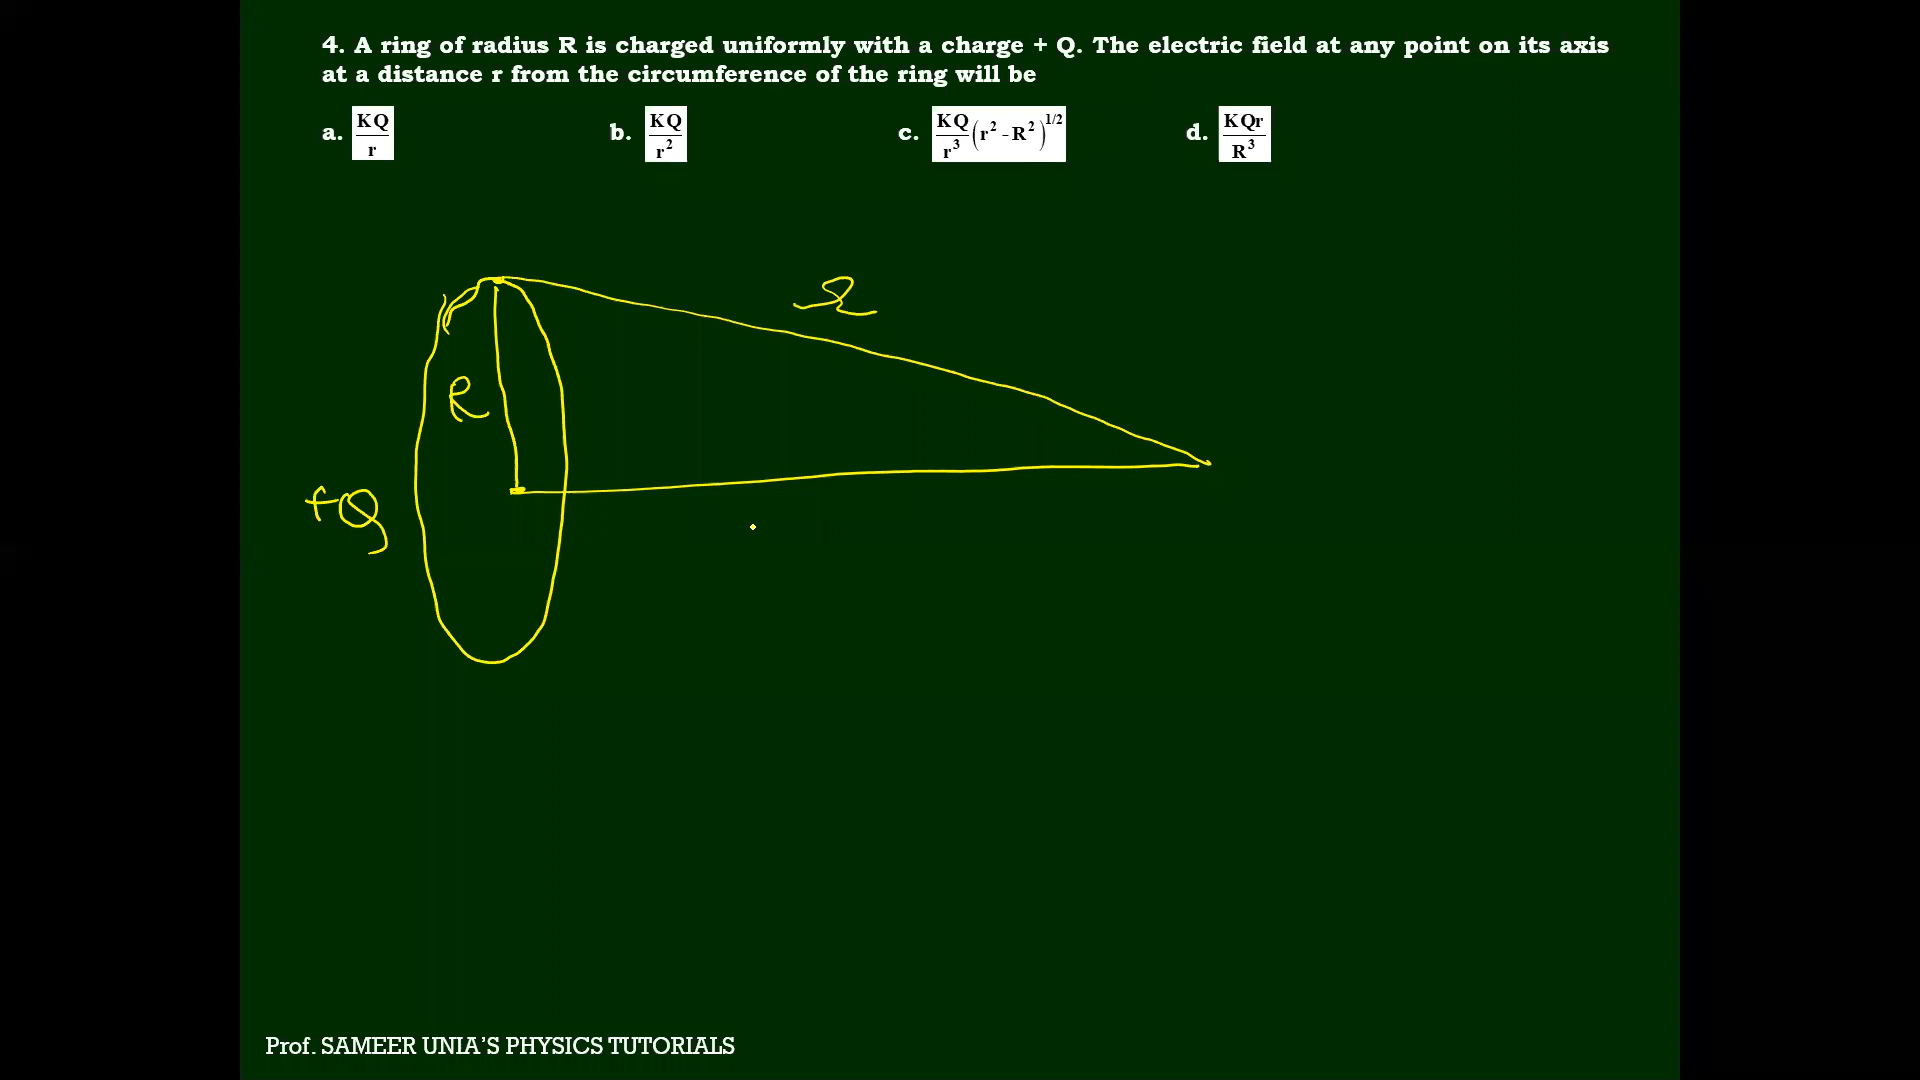 4. A ring of radius R is charged uniformly with a charge + Q. The electric field at any point on its axis
at a distance r from the circumference of the ring will be
a. KQ/r b. KQ/r² c. KQ/r³ (r² - R²)^1/2 d. KQr/R³
r
R
+Q
Prof. SAMEER UNIA’S PHYSICS TUTORIALS